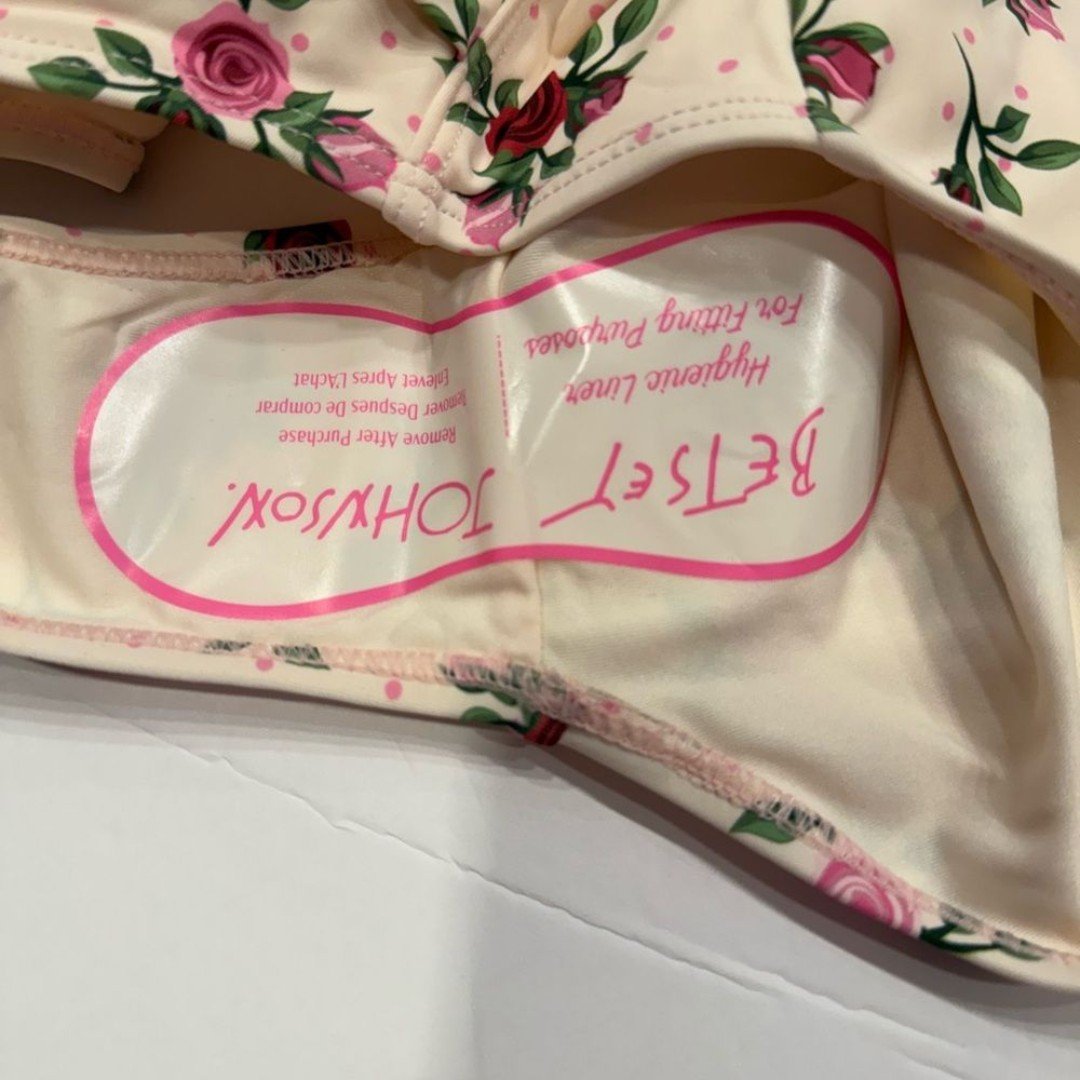 BETSEY
JOHNSON.
Hygienic Liner
For Fitting Purposes
Remove After Purchase
Remover Despues De comprar
Enlevet Apres L'Achat